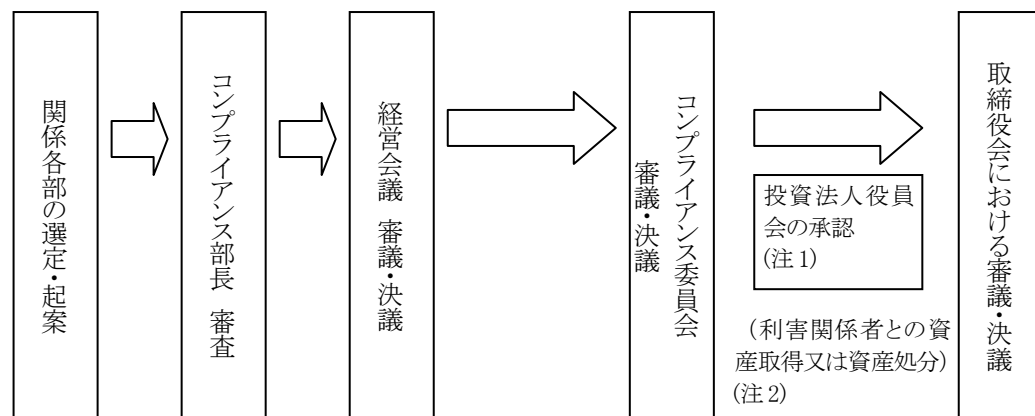 関係各部の選定・起案
コンプライアンス部長 審査
経営会議 審議・決議
コンプライアンス委員会
審議・決議
投資法人役員
会の承認
(注1)
（利害関係者との資
産取得又は資産処分）
(注2)
取締役会における審議・決議